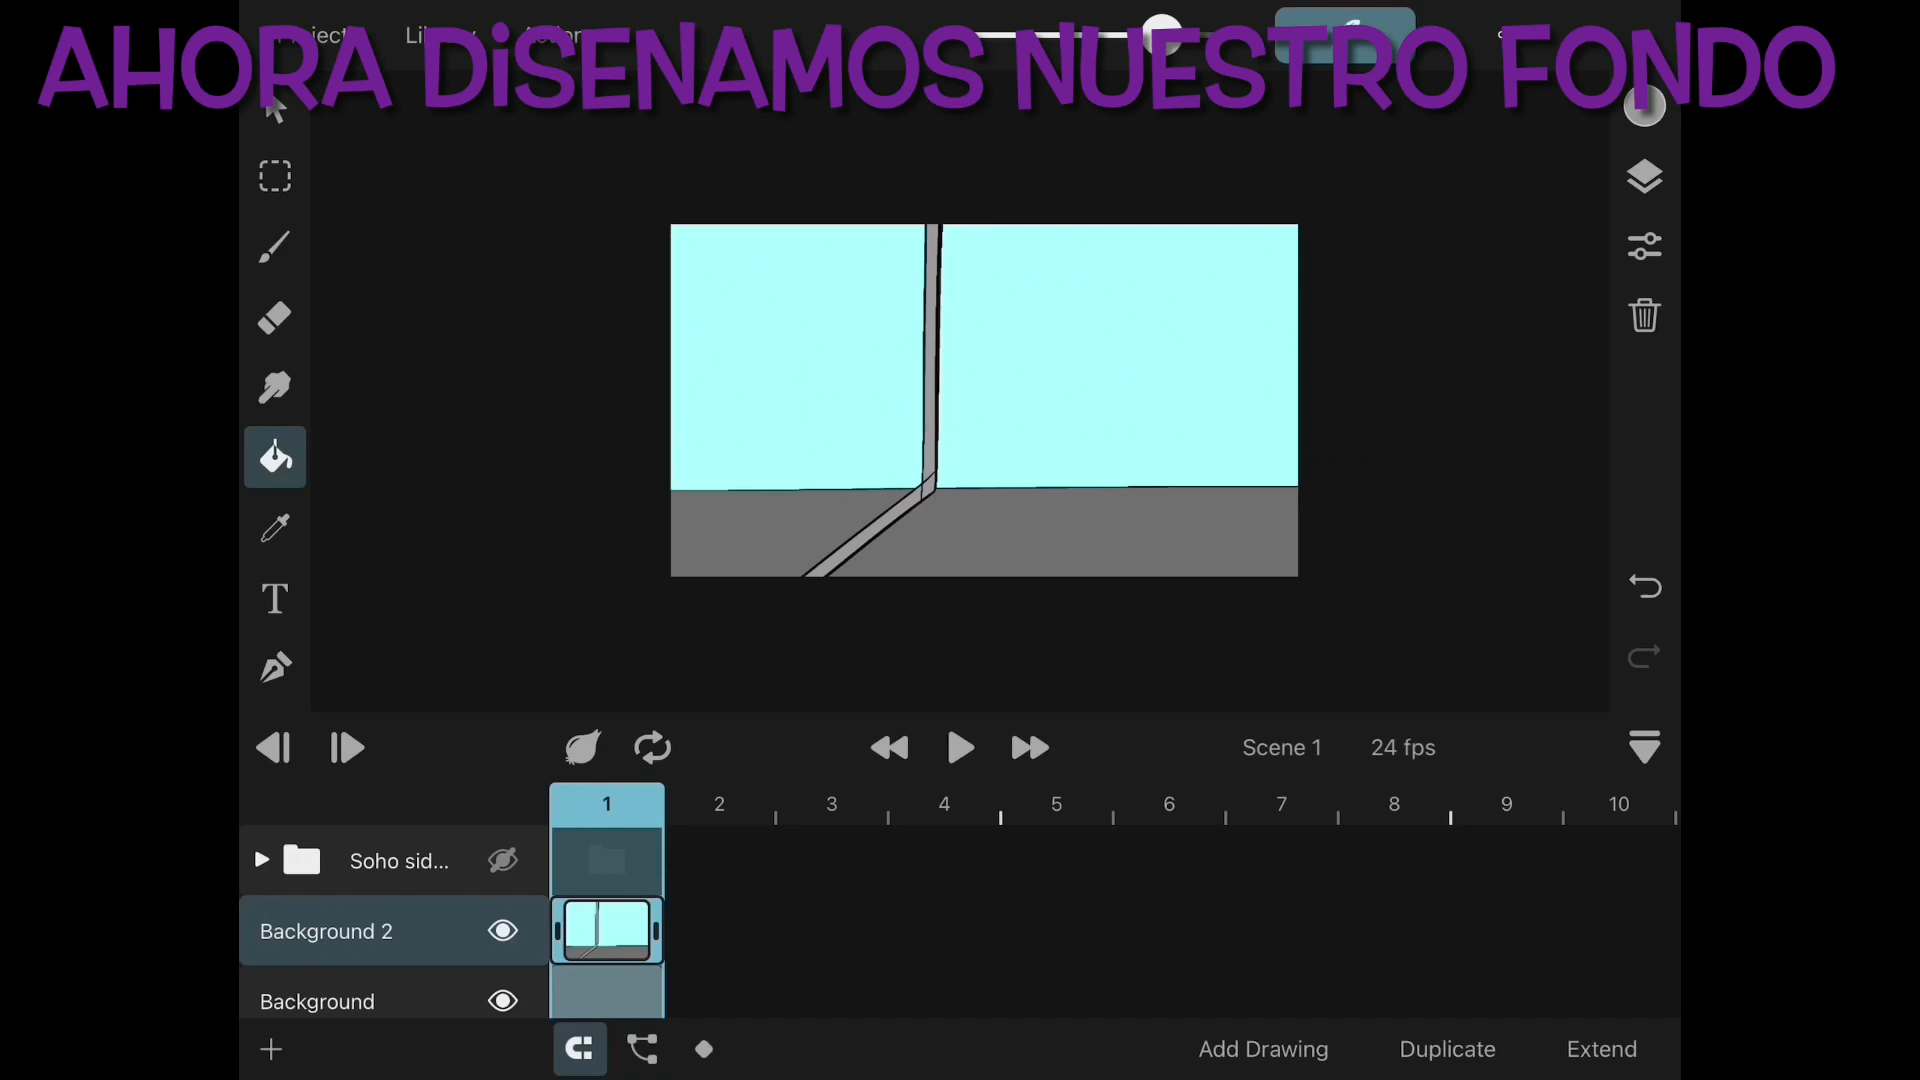 AHORA DiSENAMOS NUESTRO FONDO
T
Scene 1 24 fps
1 2 3 4 5 6 7 8 9 10
Soho sid...
Background 2
Background
Add Drawing Duplicate Extend